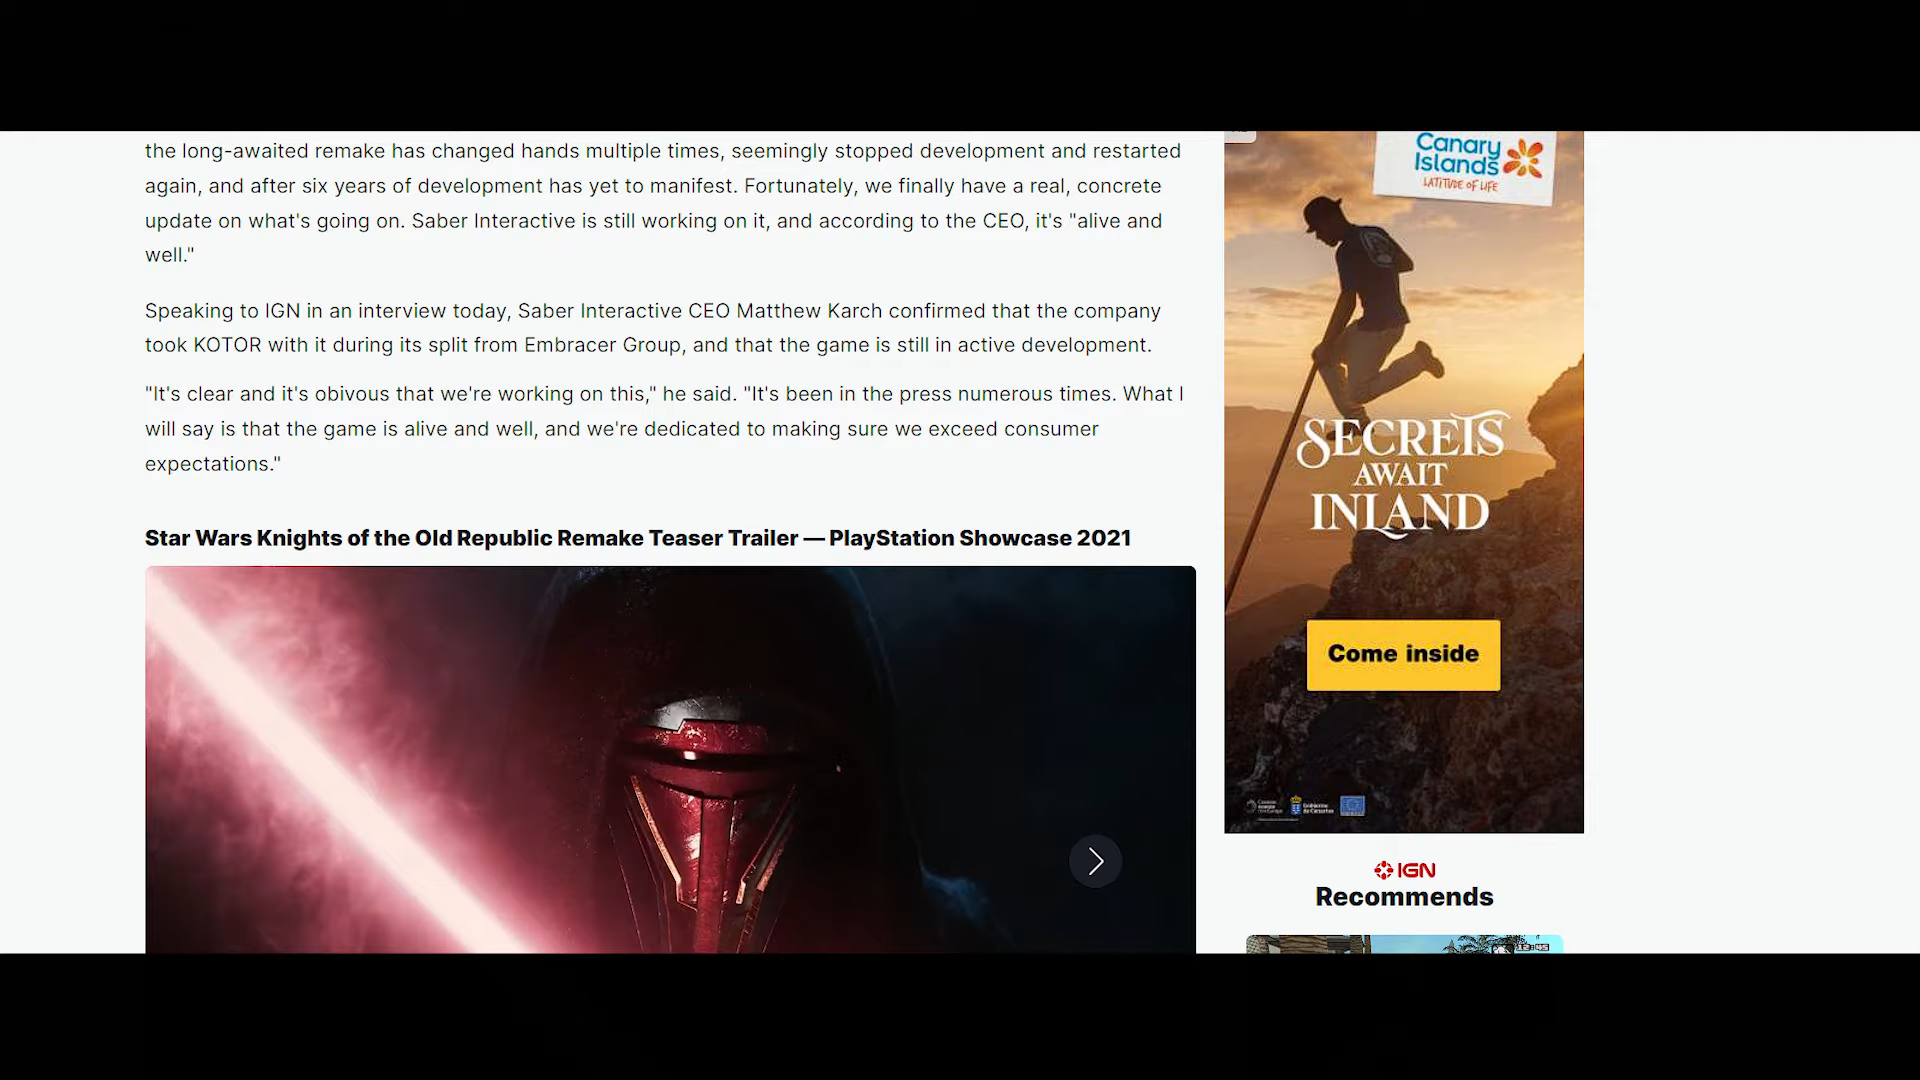 the long-awaited remake has changed hands multiple times, seemingly stopped development and restarted
again, and after six years of development has yet to manifest. Fortunately, we finally have a real, concrete
update on what's going on. Saber Interactive is still working on it, and according to the CEO, it's "alive and
well."
Speaking to IGN in an interview today, Saber Interactive CEO Matthew Karch confirmed that the company
took KOTOR with it during its split from Embracer Group, and that the game is still in active development.
"It's clear and it's obivous that we're working on this," he said. "It's been in the press numerous times. What I
will say is that the game is alive and well, and we're dedicated to making sure we exceed consumer
expectations."
Star Wars Knights of the Old Republic Remake Teaser Trailer — PlayStation Showcase 2021
Canary
Islands
LATITUDE OF LIFE
SECRETS
AWAIT
INLAND
Come inside
IGN
Recommends